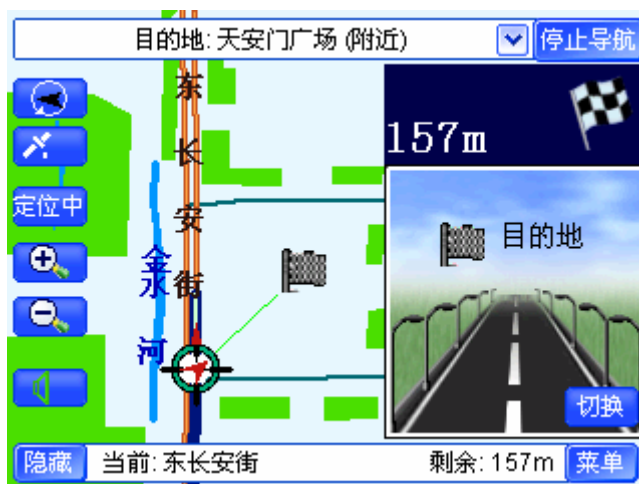 目的地: 天安门广场 (附近)
停止导航
东长安街
157m
定位中
金水河
目的地
切换
隐藏
当前: 东长安街
剩余: 157m
菜单